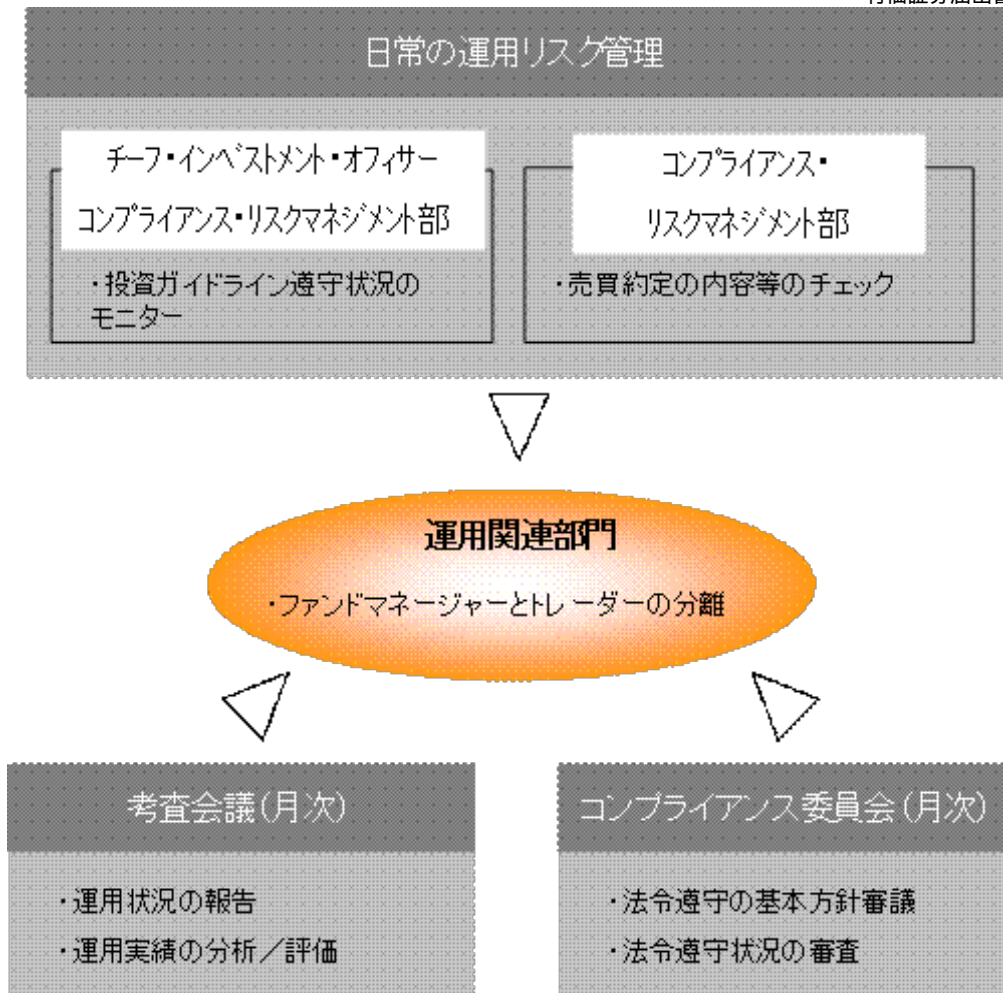 日常の運用リスク管理
チーフ・インベストメント・オフィサー
コンプライアンス・リスクマネジメント部
・投資ガイドライン遵守状況の
モニター
コンプライアンス・
リスクマネジメント部
・売買約定の内容等のチェック
運用関連部門
・ファンドマネージャーとトレーダーの分離
考査会議(月次)
・運用状況の報告
・運用実績の分析／評価
コンプライアンス委員会(月次)
・法令遵守の基本方針審議
・法令遵守状況の審査